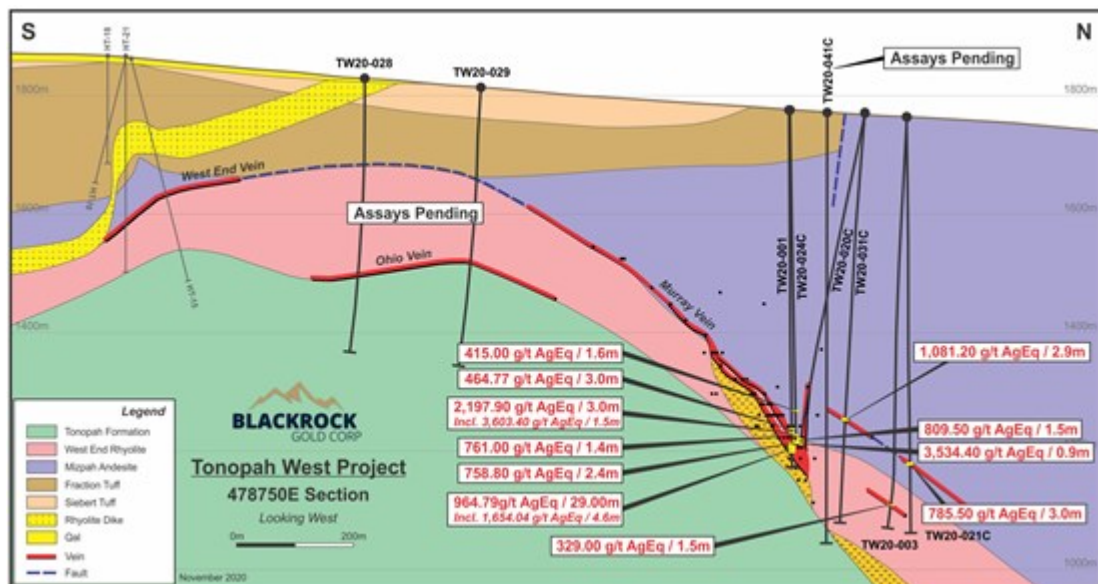 S
N
HT-18
HT-21
TW20-028
TW20-029
TW20-041C
Assays Pending
1800m
1800m
West End Vein
Assays Pending
1600m
1600m
TW20-001
TW20-024C
TW20-020C
TW20-031C
HT-15
Ohio Vein
Murray Vein
1400m
1400m
415.00 g/t AgEq / 1.6m
1,081.20 g/t AgEq / 2.9m
464.77 g/t AgEq / 3.0m
BLACKROCK
GOLD CORP
2,197.90 g/t AgEq / 3.0m
Incl. 3,603.40 g/t AgEq / 1.5m
809.50 g/t AgEq / 1.5m
Legend
Tonopah Formation
West End Rhyolite
Mizpah Andesite
Fraction Tuff
Siebert Tuff
Rhyolite Dike
Qal
Vein
Fault
761.00 g/t AgEq / 1.4m
3,534.40 g/t AgEq / 0.9m
Tonopah West Project
758.80 g/t AgEq / 2.4m
478750E Section
964.79g/t AgEq / 29.00m
Incl. 1,654.04 g/t AgEq / 4.6m
785.50 g/t AgEq / 3.0m
Looking West
0m
200m
329.00 g/t AgEq / 1.5m
TW20-003
TW20-021C
November 2020
1000m
1000m